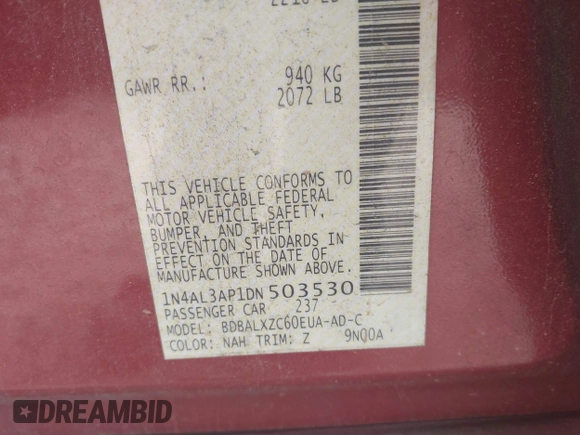 GAWR RR.: 940 KG
2072 LB
THIS VEHICLE CONFORMS TO
ALL APPLICABLE FEDERAL
MOTOR VEHICLE SAFETY,
BUMPER, AND THEFT
PREVENTION STANDARDS IN
EFFECT ON THE DATE OF
MANUFACTURE SHOWN ABOVE.
1N4AL3AP1DN503530
PASSENGER CAR 237
MODEL: BDBALXZC60EUA-AD-C
COLOR: NAH TRIM: Z 9N00A
DREAMBID